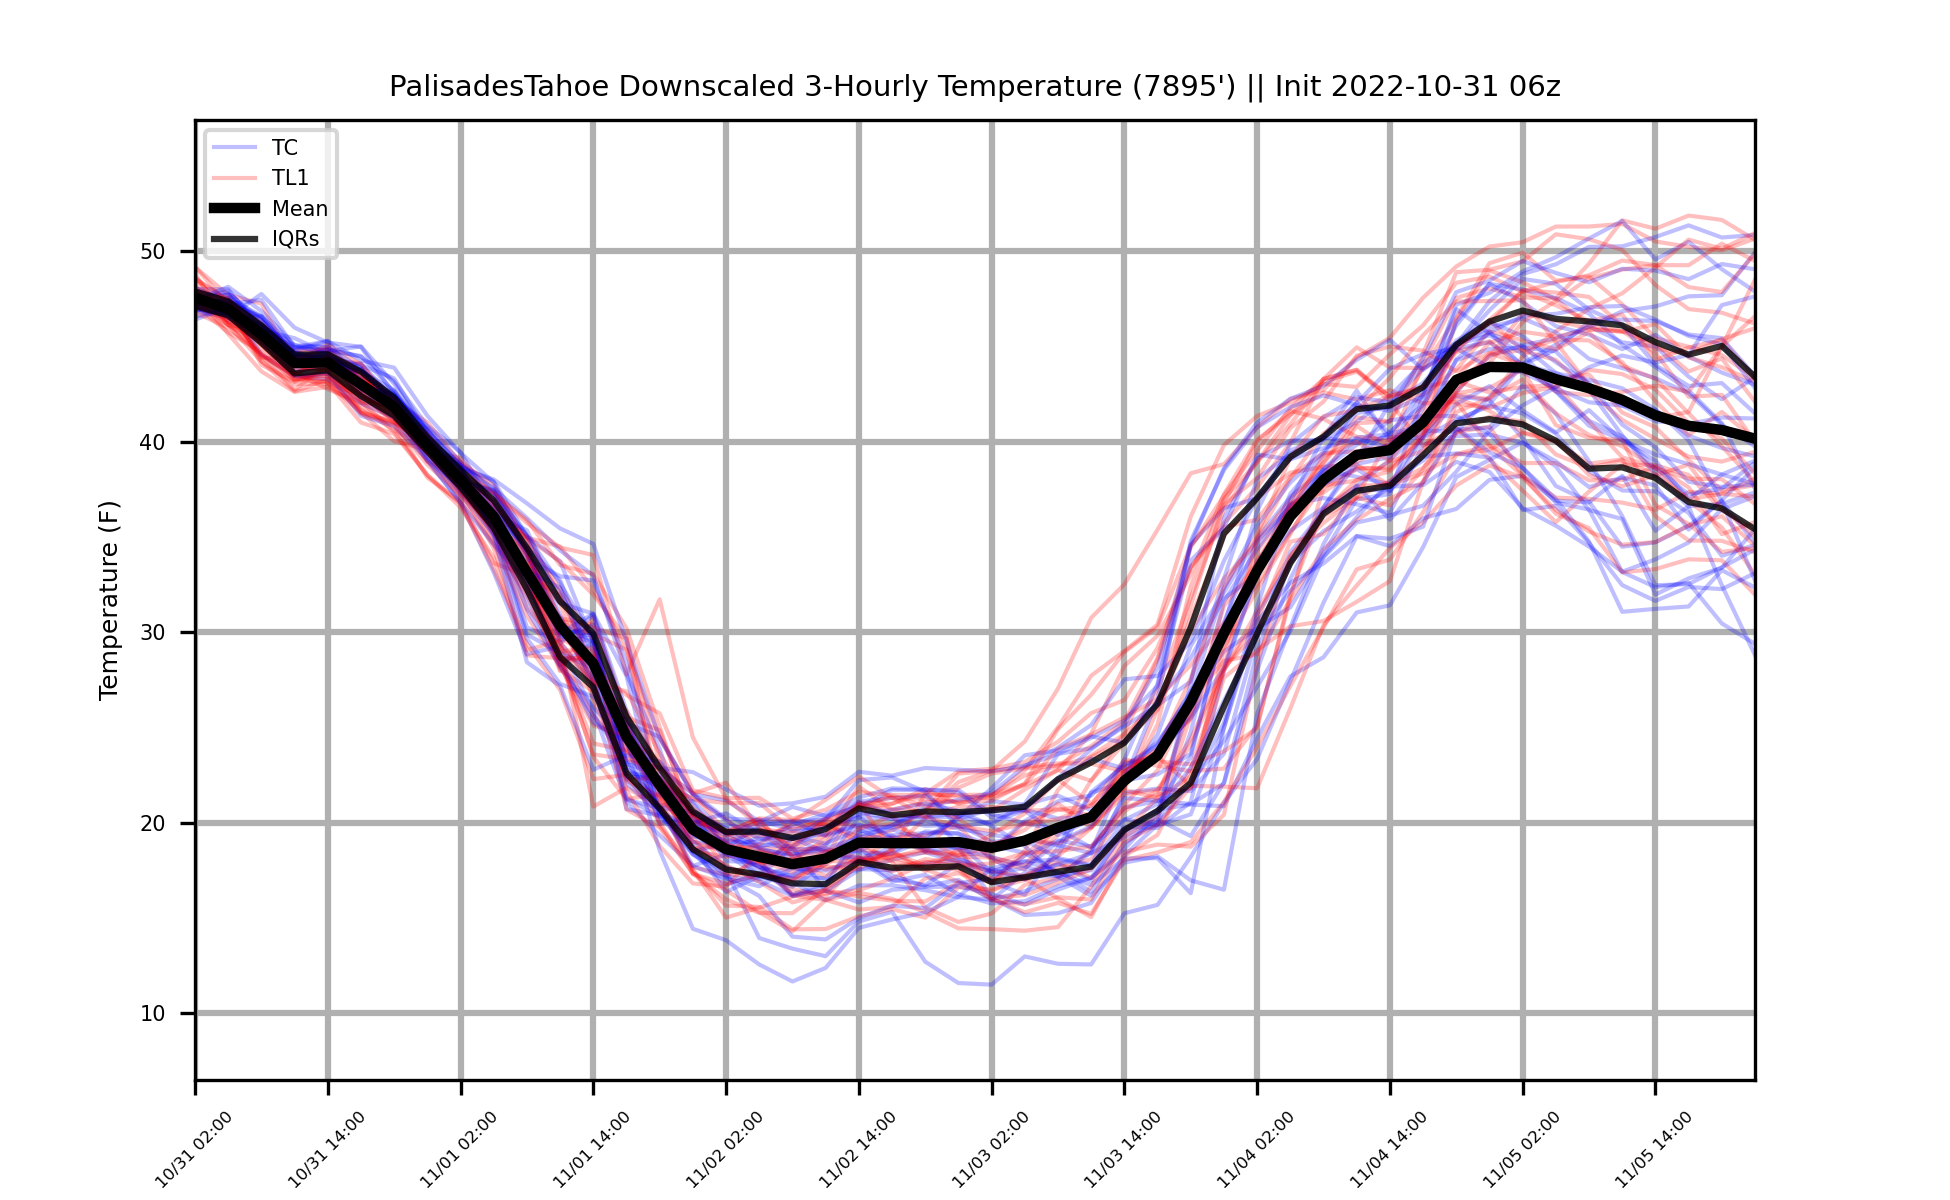 PalisadesTahoe Downscaled 3-Hourly Temperature (7895') || Init 2022-10-31 06z
TC
TL1
Mean
IQRs
Temperature (F)
50
40
30
20
10
10/31 02:00
10/31 14:00
11/01 02:00
11/01 14:00
11/02 02:00
11/02 14:00
11/03 02:00
11/03 14:00
11/04 02:00
11/04 14:00
11/05 02:00
11/05 14:00